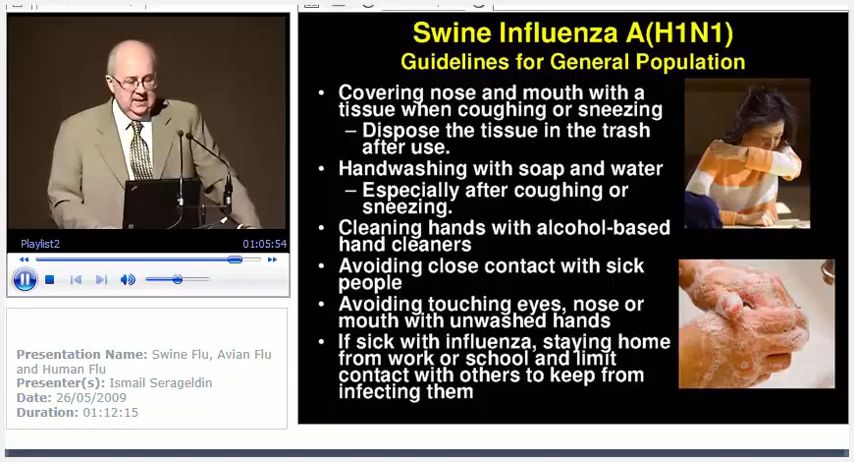 Swine Influenza A(H1N1)
Guidelines for General Population
• Covering nose and mouth with a
tissue when coughing or sneezing
– Dispose the tissue in the trash
after use.
• Handwashing with soap and water
– Especially after coughing or
sneezing.
• Cleaning hands with alcohol-based
hand cleaners
• Avoiding close contact with sick
people
• Avoiding touching eyes, nose or
mouth with unwashed hands
• If sick with influenza, staying home
from work or school and limit
contact with others to keep from
infecting them
Playlist2 01:05:54
Presentation Name: Swine Flu, Avian Flu
and Human Flu
Presenter(s): Ismail Serageldin
Date: 26/05/2009
Duration: 01:12:15